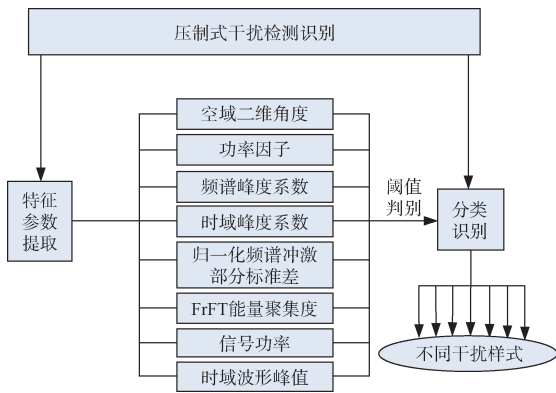 压制式干扰检测识别
空域二维角度
功率因子
频谱峰度系数
时域峰度系数
归一化频谱冲激
部分标准差
FrFT能量聚集度
信号功率
时域波形峰值
特征
参数
提取
阈值
判别
分类
识别
不同干扰样式